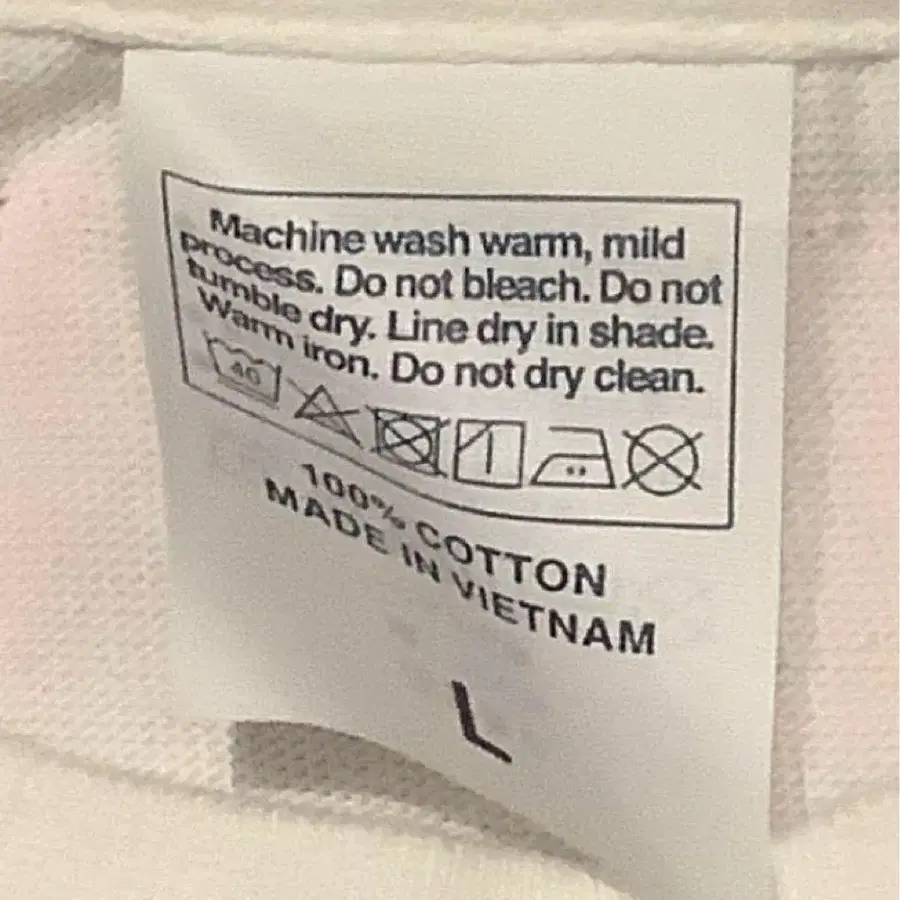 Machine wash warm, mild
process. Do not bleach. Do not
tumble dry. Line dry in shade.
Warm iron. Do not dry clean.
40
100% COTTON
MADE IN VIETNAM
L